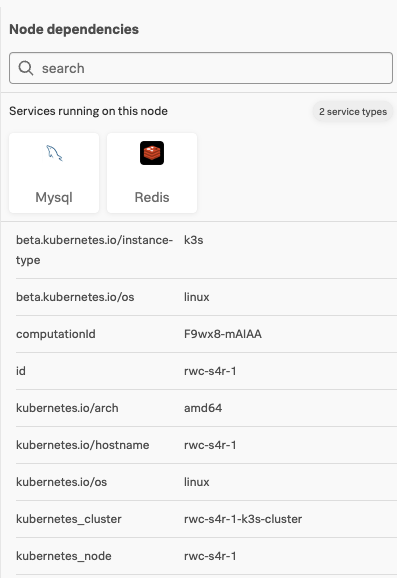 Node dependencies
search
Services running on this node
2 service types
Mysql
Redis
beta.kubernetes.io/instance-
type
k3s
beta.kubernetes.io/os
linux
computationId
F9wx8-mAIAA
id
rwc-s4r-1
kubernetes.io/arch
amd64
kubernetes.io/hostname
rwc-s4r-1
kubernetes.io/os
linux
kubernetes_cluster
rwc-s4r-1-k3s-cluster
kubernetes_node
rwc-s4r-1